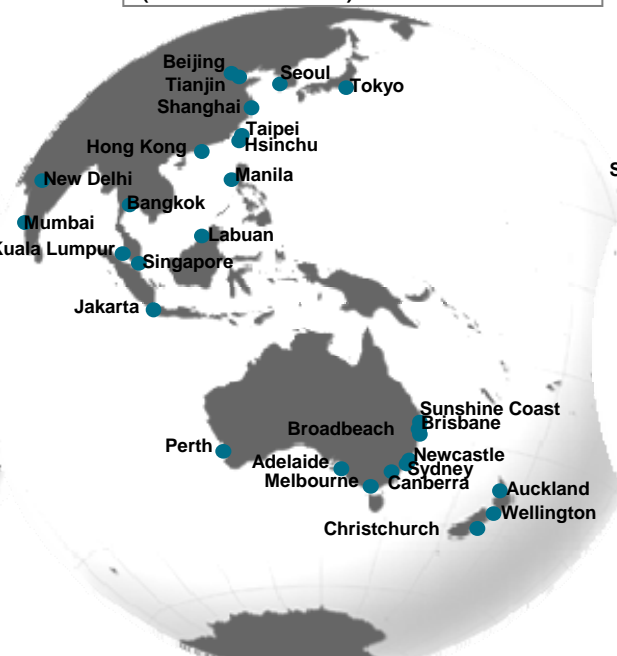 Beijing
Seoul
Tianjin
Tokyo
Shanghai
Taipei
Hong Kong
Hsinchu
New Delhi
Manila
Bangkok
Mumbai
Labuan
Kuala Lumpur
Singapore
Jakarta
Sunshine Coast
Brisbane
Broadbeach
Perth
Newcastle
Adelaide
Sydney
Melbourne
Canberra
Auckland
Wellington
Christchurch